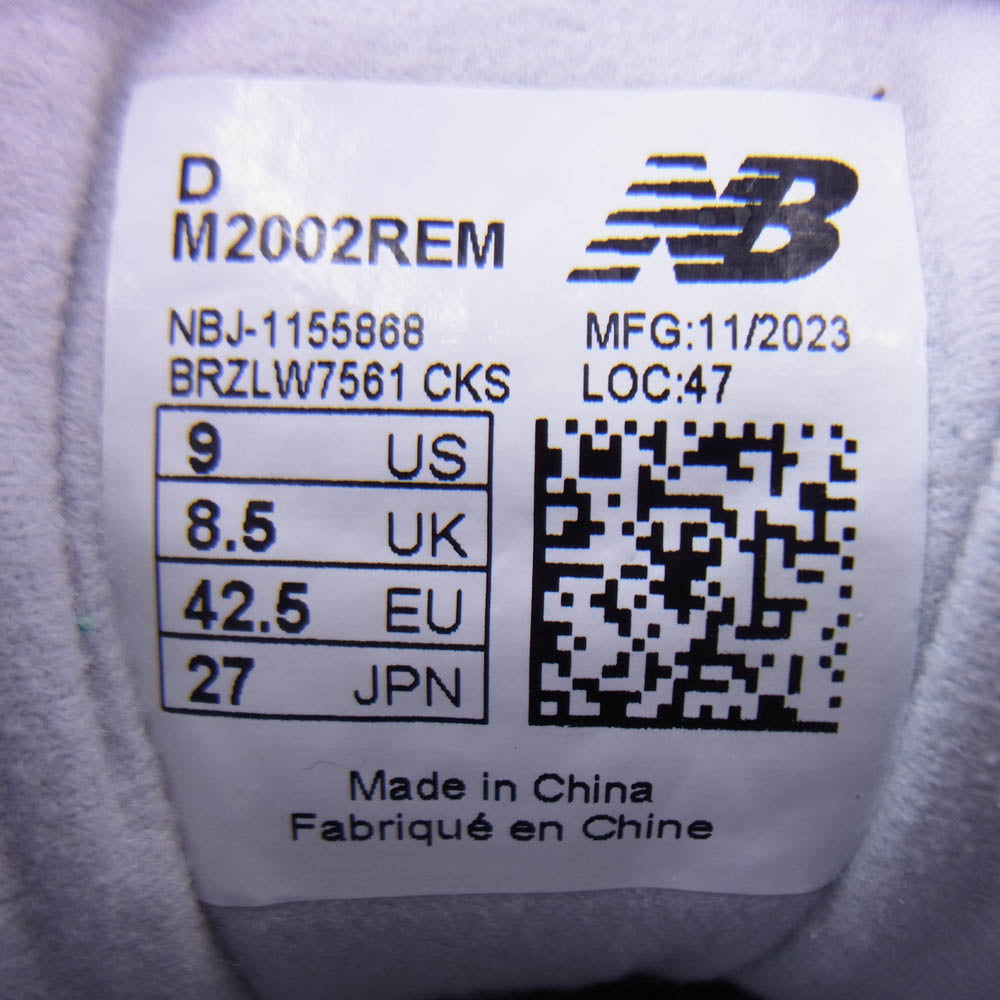 D
M2002REM
NB
NBJ-1155868
MFG:11/2023
BRZLW7561 CKS
LOC:47
9 US
8.5 UK
42.5 EU
27 JPN
Made in China
Fabriqué en Chine